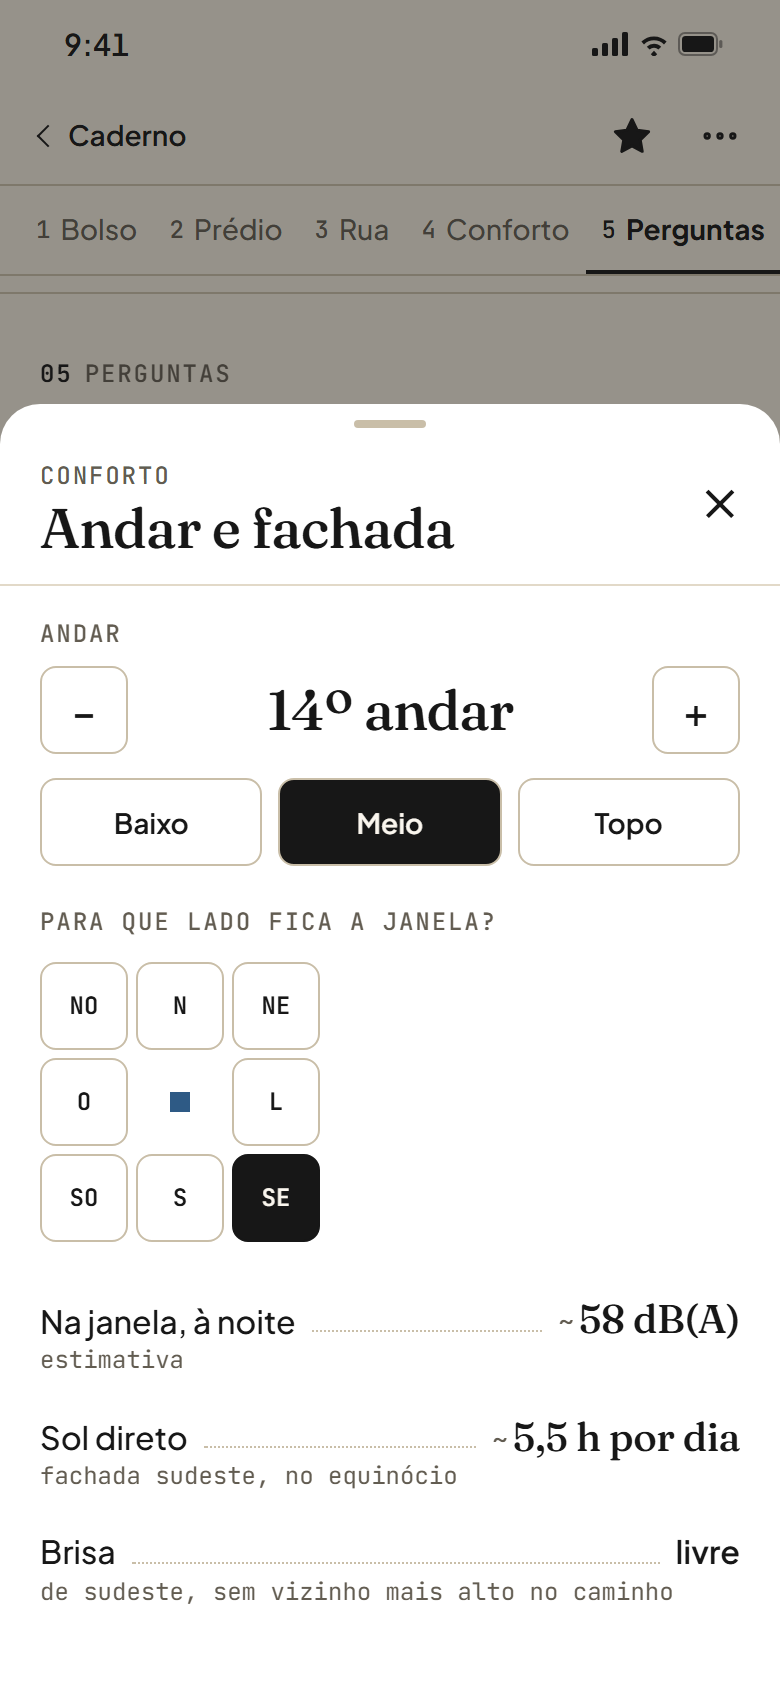 9:41
Caderno
1 Bolso 2 Prédio 3 Rua 4 Conforto 5 Perguntas
05 PERGUNTAS
CONFORTO
Andar e fachada
ANDAR
− 14º andar +
Baixo Meio Topo
PARA QUE LADO FICA A JANELA?
NO N NE
O L
SO S SE
Na janela, à noite ~58 dB(A)
estimativa
Sol direto ~5,5 h por dia
fachada sudeste, no equinócio
Brisa livre
de sudeste, sem vizinho mais alto no caminho